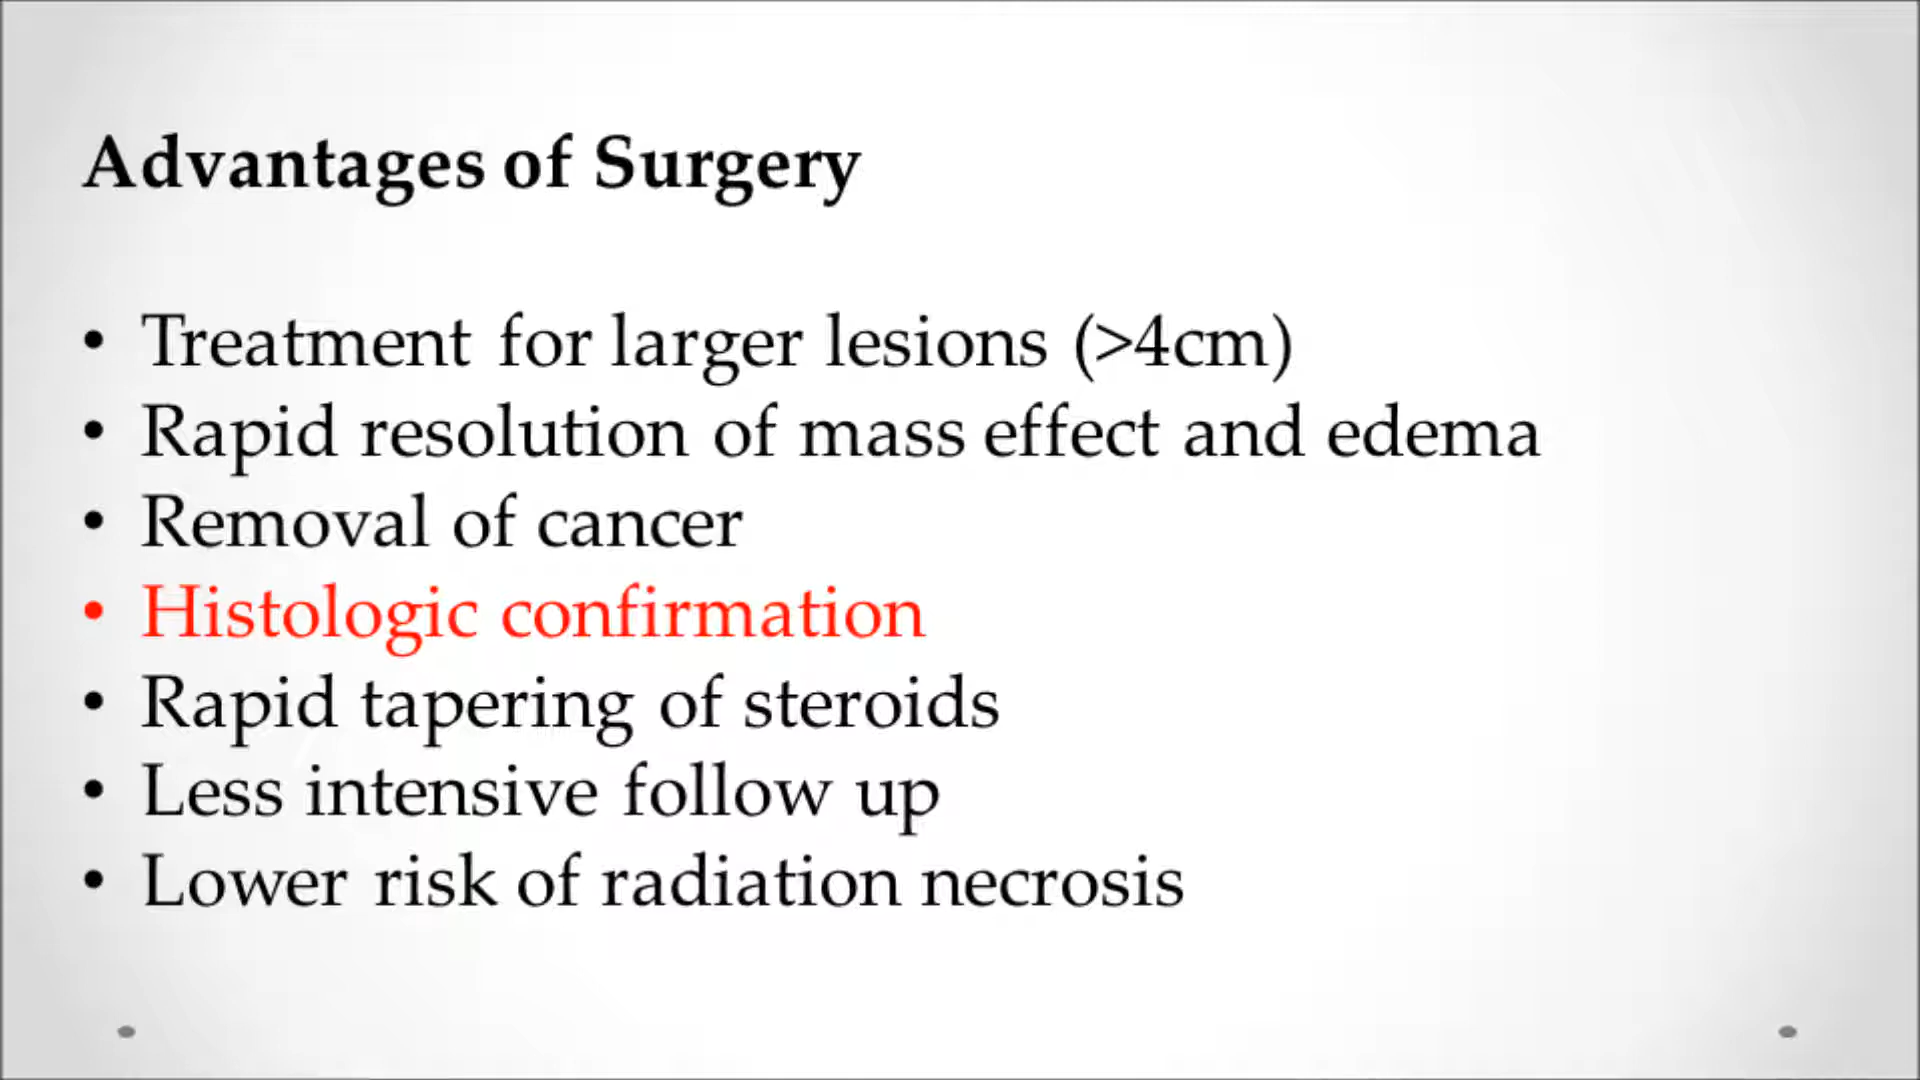 Advantages of Surgery
• Treatment for larger lesions (>4cm)
• Rapid resolution of mass effect and edema
• Removal of cancer
• Histologic confirmation
• Rapid tapering of steroids
• Less intensive follow up
• Lower risk of radiation necrosis